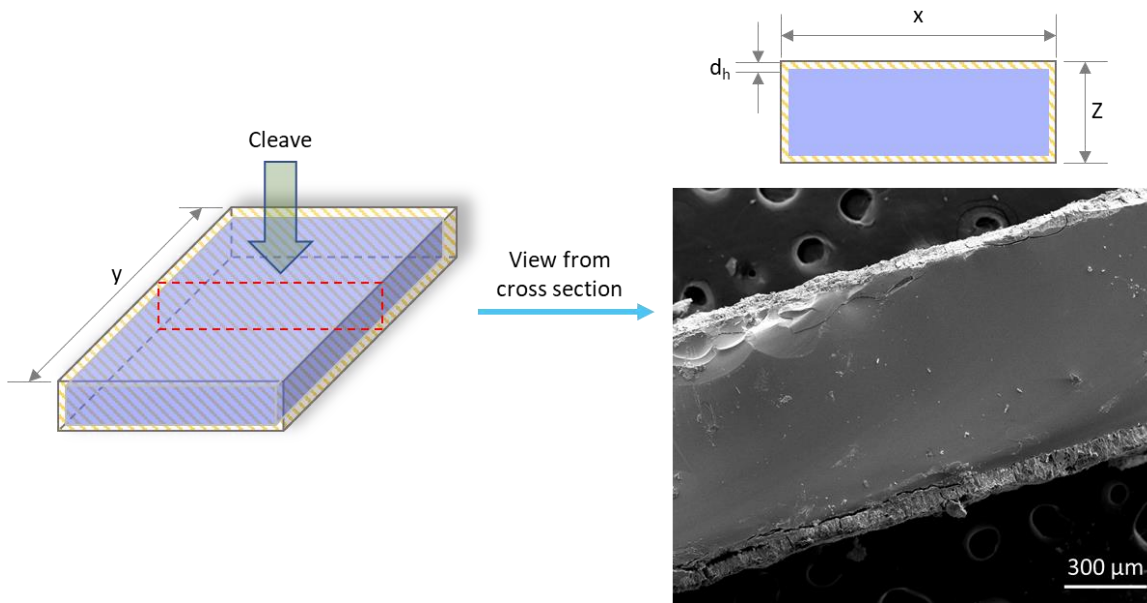 x
dh
Z
Cleave
y
View from
cross section
300 µm